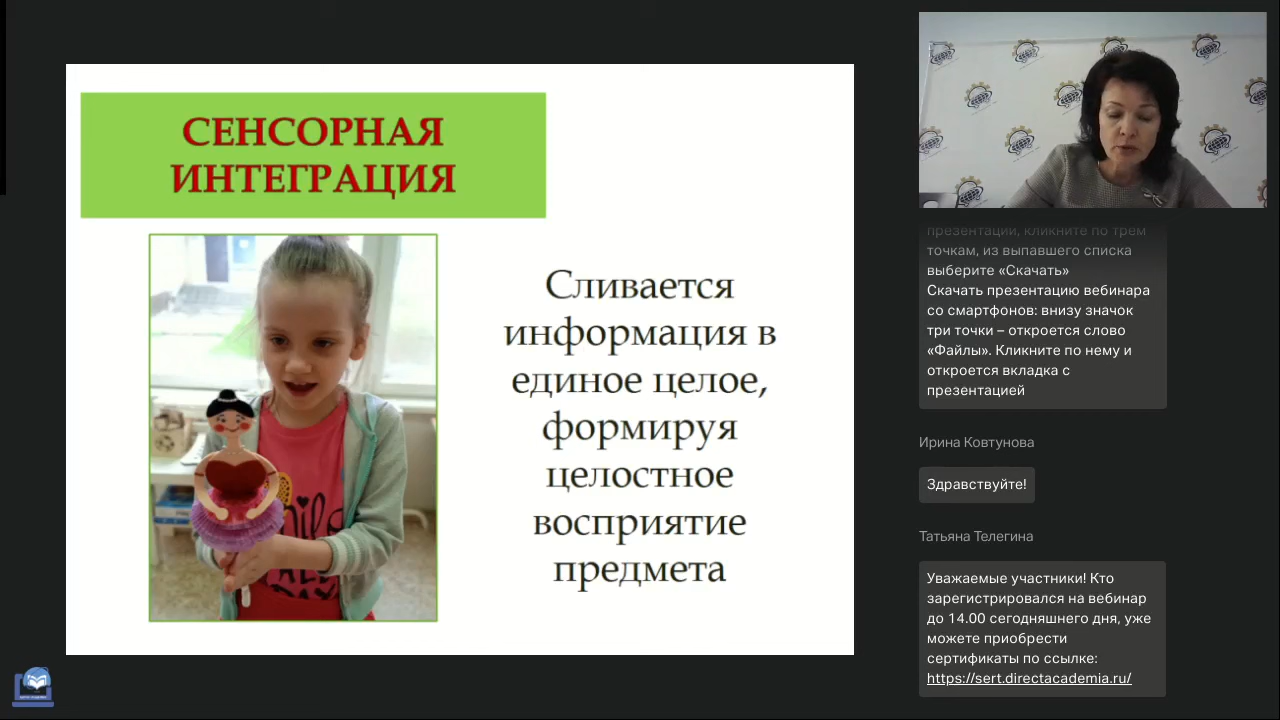 СЕНСОРНАЯ
ИНТЕГРАЦИЯ
Сливается
информация в
единое целое,
формируя
целостное
восприятие
предмета
презентации, кликните по трем
точкам, из выпавшего списка
выберите «Скачать»
Скачать презентацию вебинара
со смартфонов: внизу значок
три точки – откроется слово
«Файлы». Кликните по нему и
откроется вкладка с
презентацией
Ирина Ковтунова
Здравствуйте!
Татьяна Телегина
Уважаемые участники! Кто
зарегистрировался на вебинар
до 14.00 сегодняшнего дня, уже
можете приобрести
сертификаты по ссылке:
https://sert.directacademia.ru/